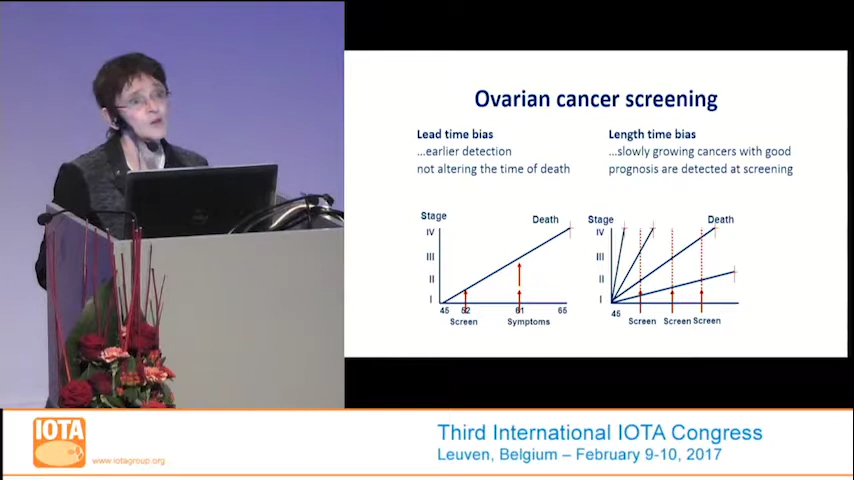 Ovarian cancer screening
Lead time bias
...earlier detection
not altering the time of death
Length time bias
...slowly growing cancers with good
prognosis are detected at screening
Stage
IV
III
II
I
Death
45 52 61 65
Screen Symptoms
Stage
IV
III
II
I
Death
45
Screen Screen Screen
IOTA
www.iotagroup.org
Third International IOTA Congress
Leuven, Belgium – February 9-10, 2017